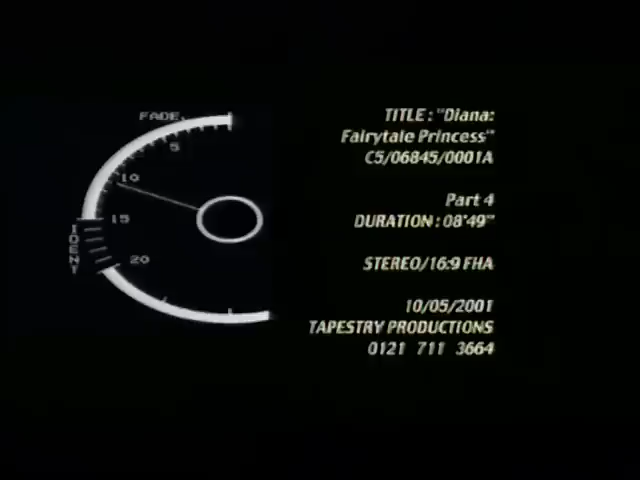 FADE.
5
10
15
20
IDENT
TITLE : "Diana:
Fairytale Princess"
C5/06845/0001A
Part 4
DURATION : 08'49"
STEREO/16:9 FHA
10/05/2001
TAPESTRY PRODUCTIONS
0121 711 3664